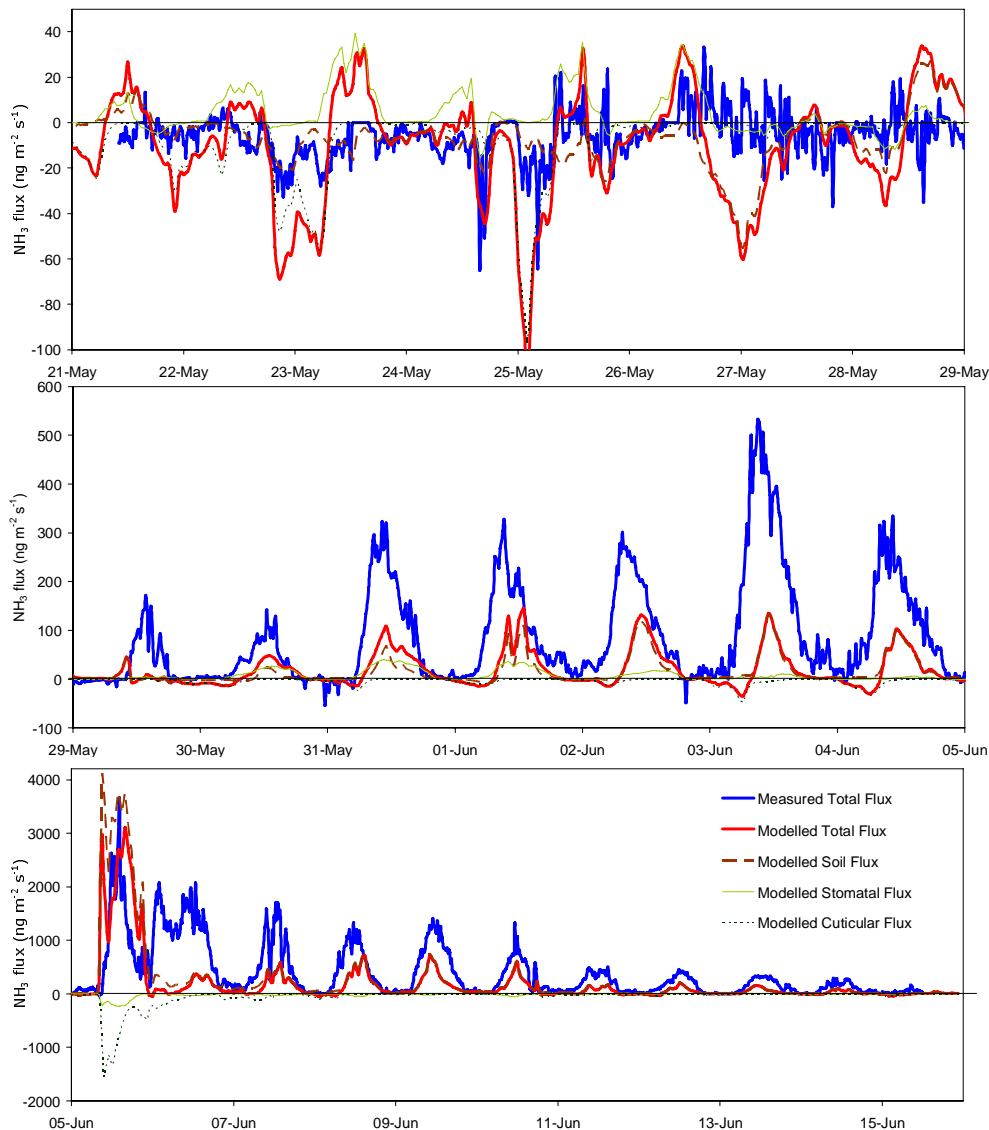 40
20
0
-20
-40
-60
-80
-100
NH3 flux (ng m-2 s-1)
21-May 22-May 23-May 24-May 25-May 26-May 27-May 28-May 29-May
600
500
400
300
200
100
0
-100
NH3 flux (ng m-2 s-1)
29-May 30-May 31-May 01-Jun 02-Jun 03-Jun 04-Jun 05-Jun
4000
3000
2000
1000
0
-1000
-2000
NH3 flux (ng m-2 s-1)
Measured Total Flux
Modelled Total Flux
Modelled Soil Flux
Modelled Stomatal Flux
Modelled Cuticular Flux
05-Jun 07-Jun 09-Jun 11-Jun 13-Jun 15-Jun